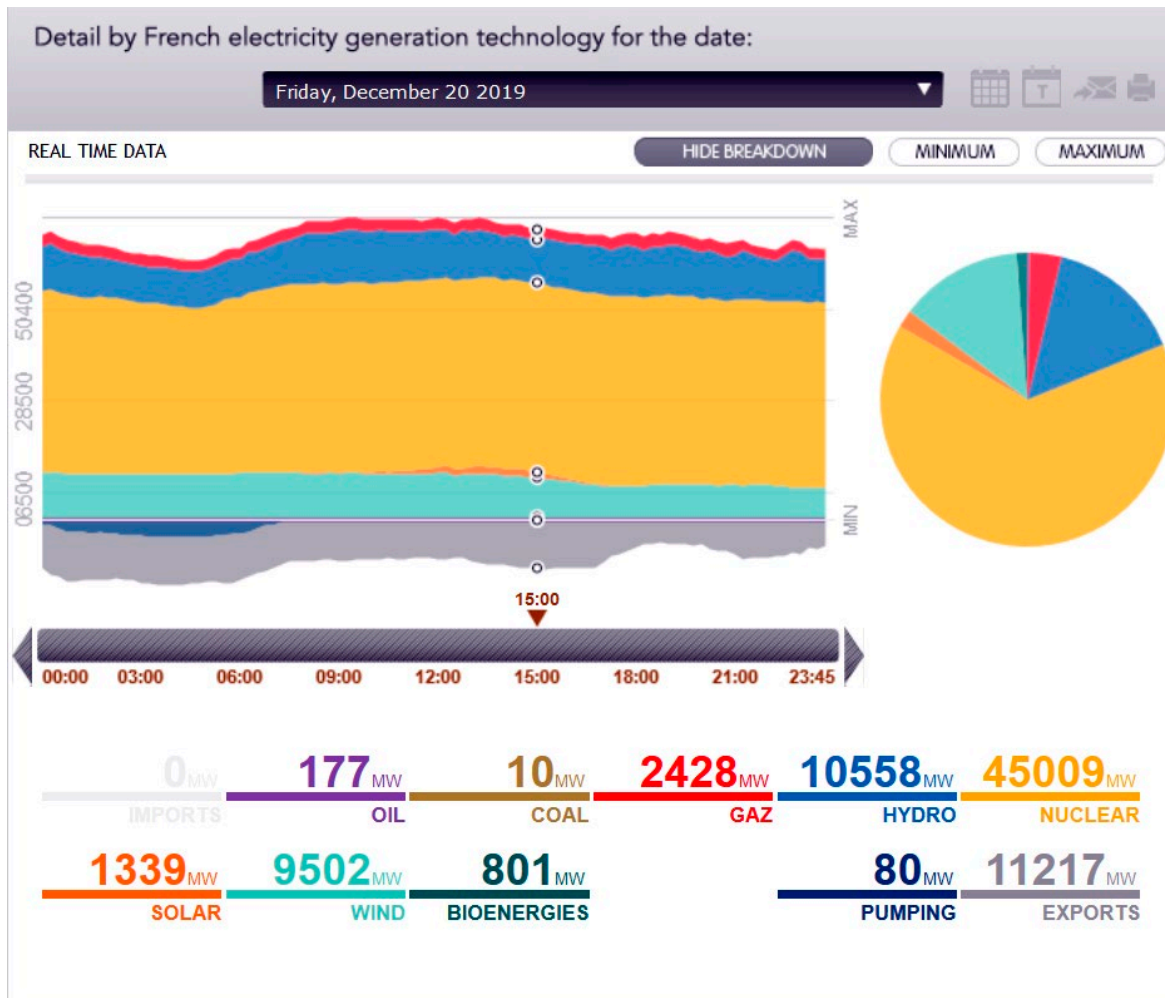 Detail by French electricity generation technology for the date:
Friday, December 20 2019
T
REAL TIME DATA
HIDE BREAKDOWN
MINIMUM
MAXIMUM
MAX
50400
28500
06500
MIN
15:00
00:00 03:00 06:00 09:00 12:00 15:00 18:00 21:00 23:45
0MW 177MW 10MW 2428MW 10558MW 45009MW
IMPORTS OIL COAL GAZ HYDRO NUCLEAR
1339MW 9502MW 801MW 80MW 11217MW
SOLAR WIND BIOENERGIES PUMPING EXPORTS